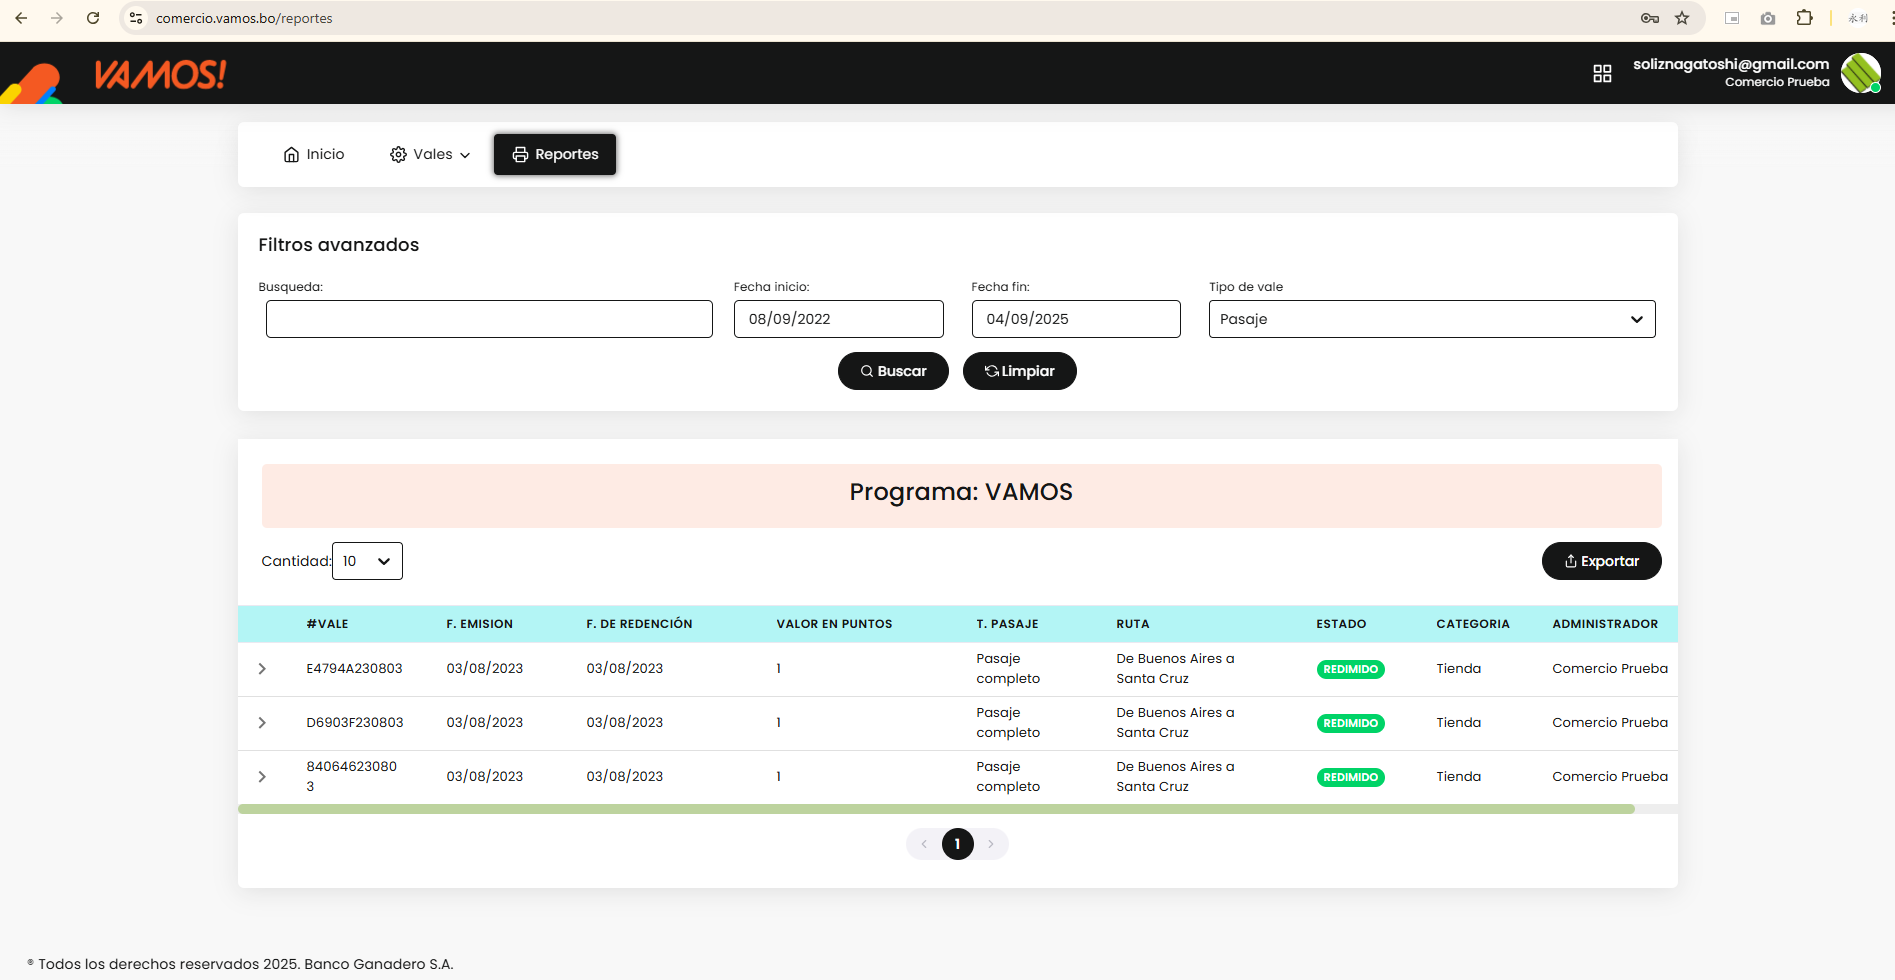 comercio.vamos.bo/reportes
永利
VAMOS!
soliznagatoshi@gmail.com
Comercio Prueba
Inicio
Vales
Reportes
Filtros avanzados
Busqueda:
Fecha inicio:
Fecha fin:
Tipo de vale
08/09/2022
04/09/2025
Pasaje
Buscar
Limpiar
Programa: VAMOS
Cantidad: 10
Exportar
#VALE F. EMISION F. DE REDENCIÓN VALOR EN PUNTOS T. PASAJE RUTA ESTADO CATEGORIA ADMINISTRADOR
E4794A230803 03/08/2023 03/08/2023 1 Pasaje completo De Buenos Aires a Santa Cruz REDIMIDO Tienda Comercio Prueba
D6903F230803 03/08/2023 03/08/2023 1 Pasaje completo De Buenos Aires a Santa Cruz REDIMIDO Tienda Comercio Prueba
840646230803 03/08/2023 03/08/2023 1 Pasaje completo De Buenos Aires a Santa Cruz REDIMIDO Tienda Comercio Prueba
1
® Todos los derechos reservados 2025. Banco Ganadero S.A.